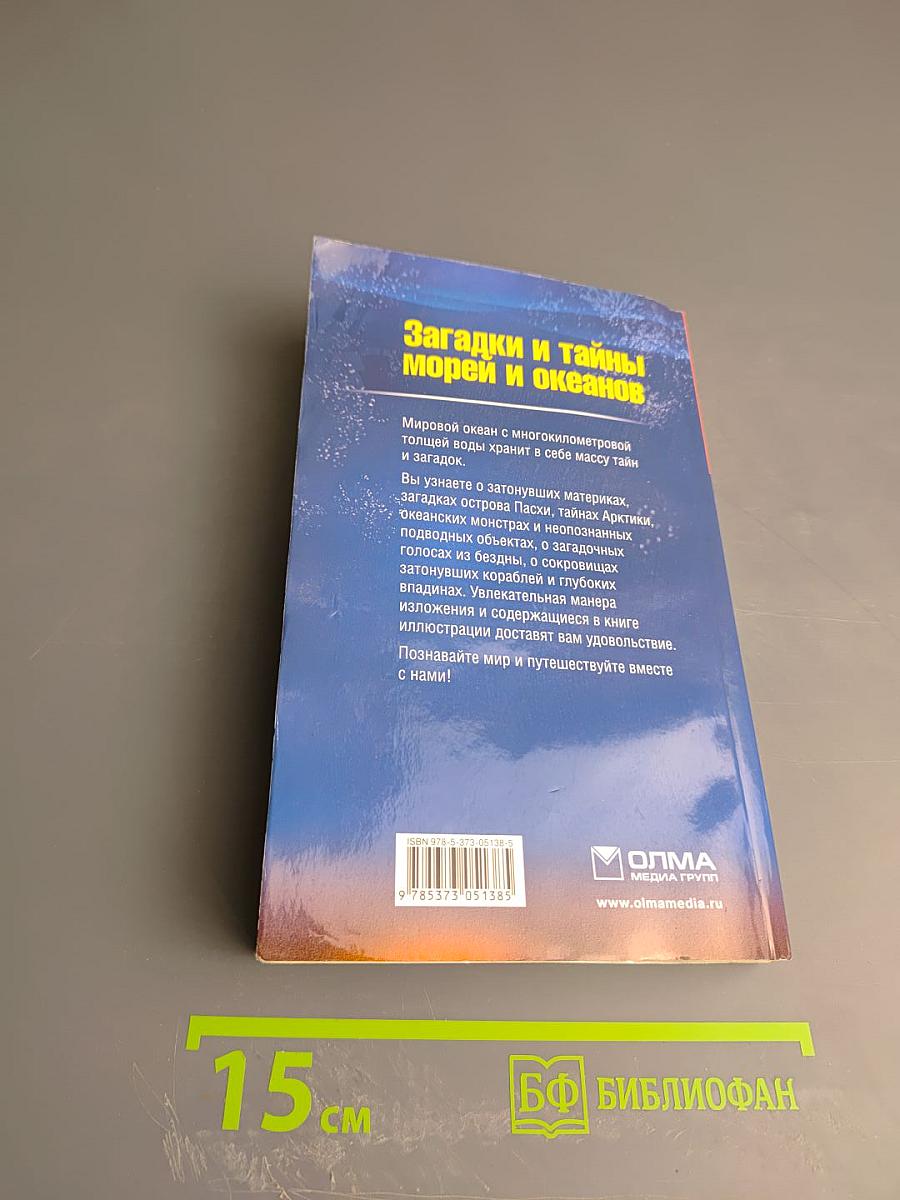 Загадки и тайны
морей и океанов
Мировой океан с многокилометровой
толщей воды хранит в себе массу тайн
и загадок.
Вы узнаете о затонувших материках,
загадках острова Пасхи, тайнах Арктики,
океанских монстрах и неопознанных
подводных объектах, о загадочных
голосах из бездны, о сокровищах
затонувших кораблей и глубоких
впадинах. Увлекательная манера
изложения и содержащиеся в книге
иллюстрации доставят вам удовольствие.
Познавайте мир и путешествуйте вместе
с нами!
ISBN 978-5-373-05138-5
9 785373 051385
ОЛМА
МЕДИА ГРУПП
www.olmamedia.ru
15 см
БФ БИБЛИОФАН